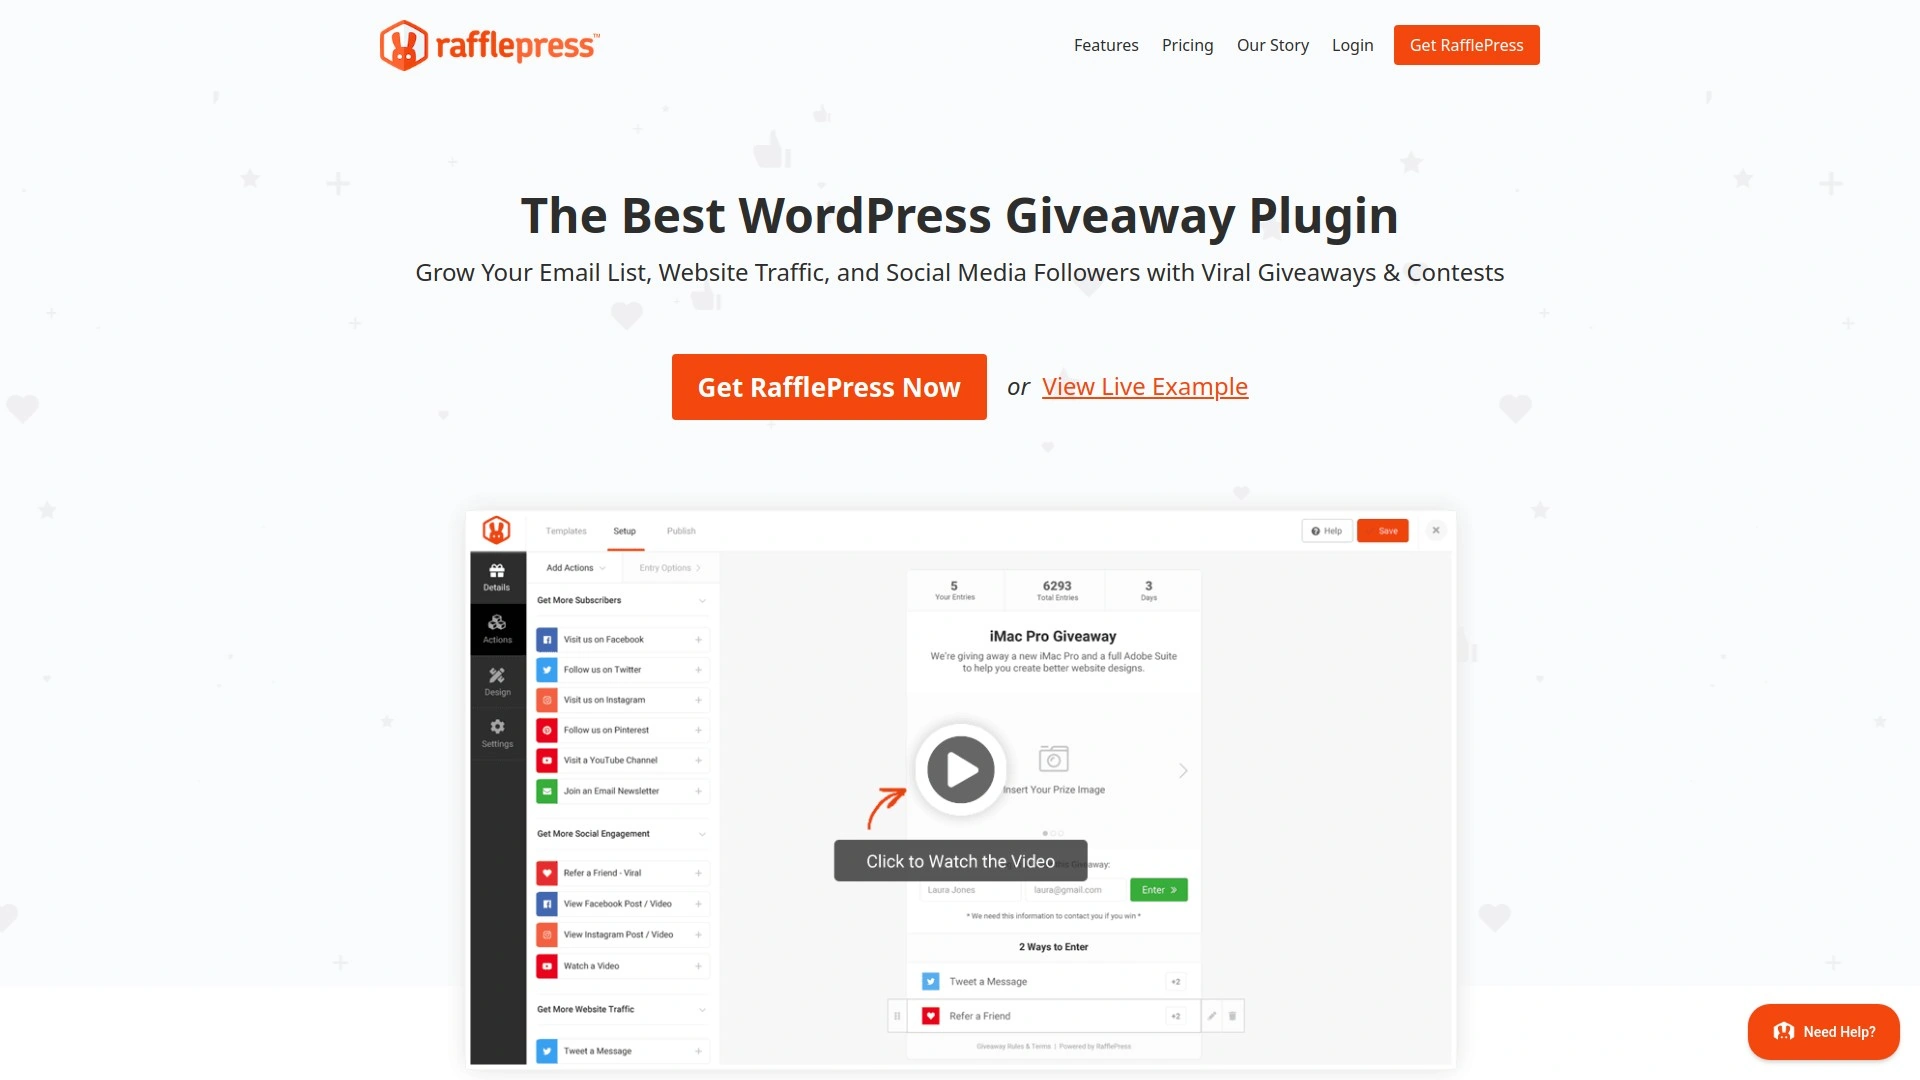 rafflepress™
Features
Pricing
Our Story
Login
Get RafflePress
The Best WordPress Giveaway Plugin
Grow Your Email List, Website Traffic, and Social Media Followers with Viral Giveaways & Contests
Get RafflePress Now
or
View Live Example
Templates
Setup
Publish
Help
Save
Details
Actions
Design
Settings
Add Actions
Entry Options
Get More Subscribers
Visit us on Facebook
Follow us on Twitter
Visit us on Instagram
Follow us on Pinterest
Visit a YouTube Channel
Join an Email Newsletter
Get More Social Engagement
Refer a Friend - Viral
View Facebook Post / Video
View Instagram Post / Video
Watch a Video
Get More Website Traffic
Tweet a Message
5
Your Entries
6293
Total Entries
3
Days
iMac Pro Giveaway
We're giving away a new iMac Pro and a full Adobe Suite
to help you create better website designs.
Insert Your Prize Image
Click to Watch the Video
Laura Jones
laura@gmail.com
Enter »
* We need this information to contact you if you win *
2 Ways to Enter
Tweet a Message
+2
Refer a Friend
+2
Giveaway Rules & Terms | Powered by RafflePress
Need Help?